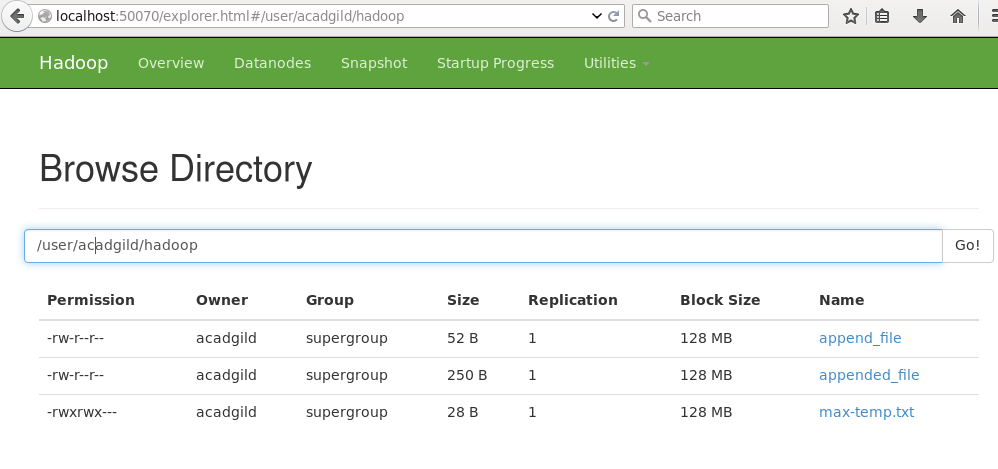 localhost:50070/explorer.html#/user/acadgild/hadoop Search
Hadoop Overview Datanodes Snapshot Startup Progress Utilities
Browse Directory
/user/acadgild/hadoop Go!
Permission Owner Group Size Replication Block Size Name
-rw-r--r-- acadgild supergroup 52 B 1 128 MB append_file
-rw-r--r-- acadgild supergroup 250 B 1 128 MB appended_file
-rwxrwx--- acadgild supergroup 28 B 1 128 MB max-temp.txt